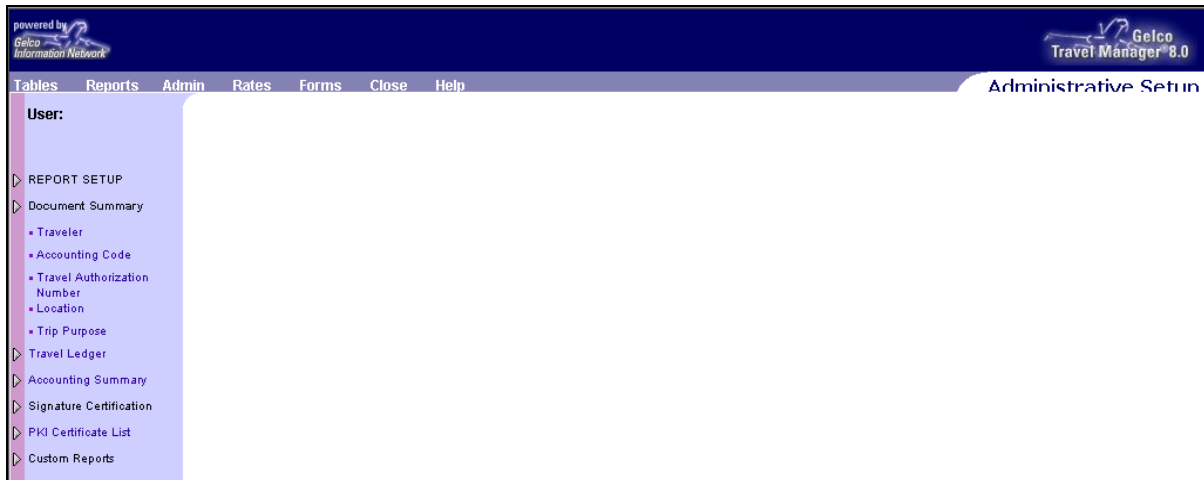 powered by
Gelco
Information Network
Gelco
Travel Manager® 8.0
Tables Reports Admin Rates Forms Close Help
Administrative Setup
User:
REPORT SETUP
Document Summary
Traveler
Accounting Code
Travel Authorization
Number
Location
Trip Purpose
Travel Ledger
Accounting Summary
Signature Certification
PKI Certificate List
Custom Reports